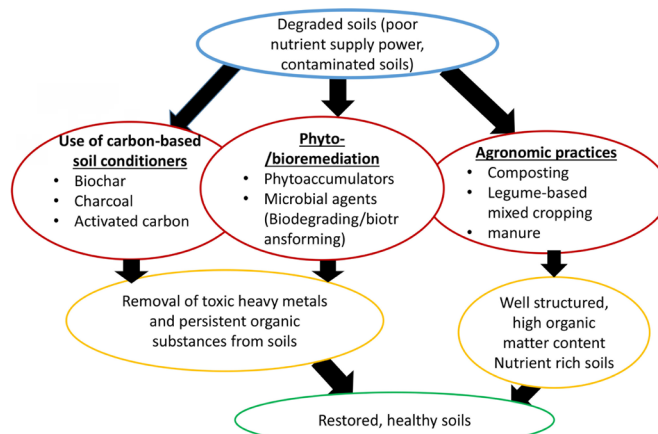 Degraded soils (poor
nutrient supply power,
contaminated soils)
Use of carbon-based
soil conditioners
• Biochar
• Charcoal
• Activated carbon
Phyto-
/bioremediation
• Phytoaccumulators
• Microbial agents
(Biodegrading/biotr
ansforming)
Agronomic practices
• Composting
• Legume-based
mixed cropping
• manure
Removal of toxic heavy metals
and persistent organic
substances from soils
Well structured,
high organic
matter content
Nutrient rich soils
Restored, healthy soils